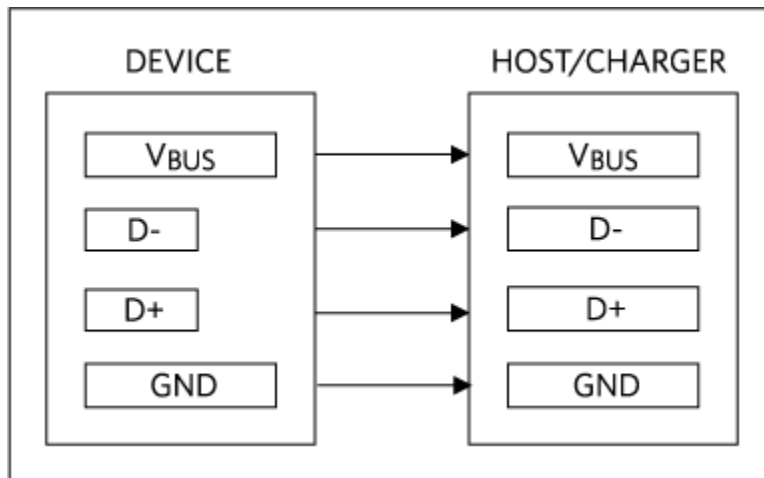 DEVICE HOST/CHARGER
VBUS VBUS
D- D-
D+ D+
GND GND